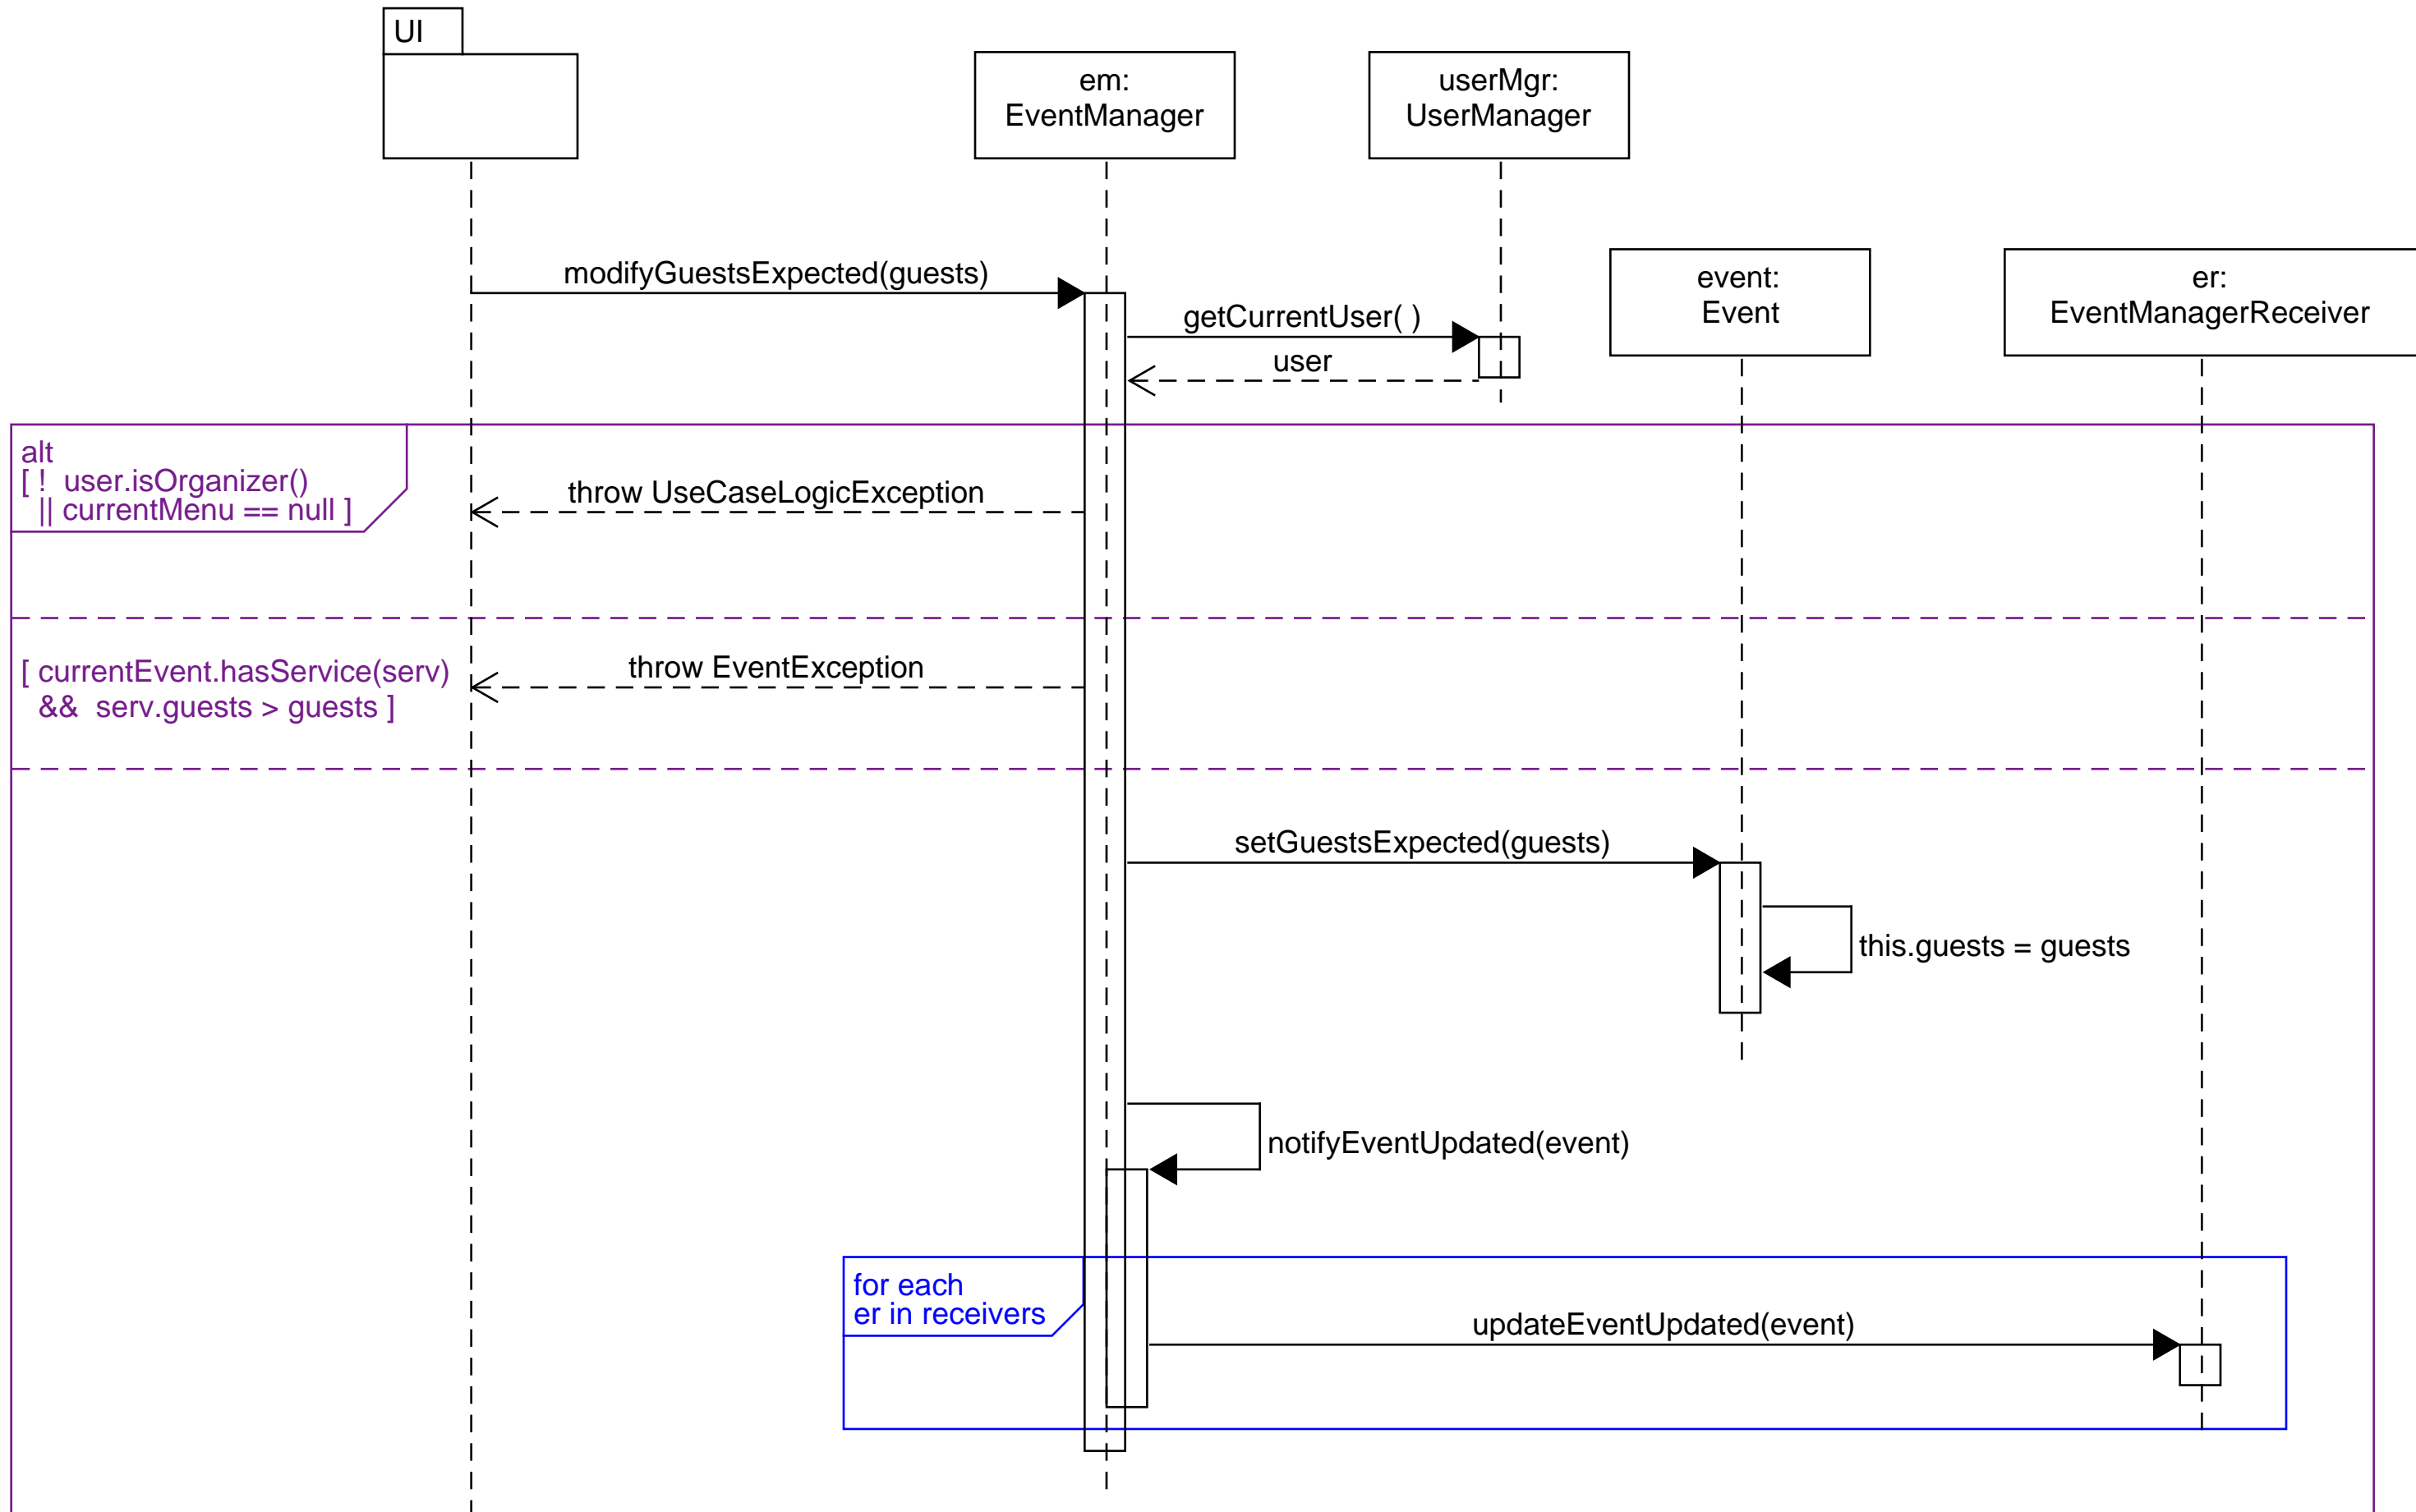 UI
em:
EventManager
userMgr:
UserManager
event:
Event
er:
EventManagerReceiver
modifyGuestsExpected(guests)
getCurrentUser( )
user
alt
[ !  user.isOrganizer()
|| currentMenu == null ]
throw UseCaseLogicException
[ currentEvent.hasService(serv)
&&  serv.guests > guests ]
throw EventException
setGuestsExpected(guests)
this.guests = guests
notifyEventUpdated(event)
for each
er in receivers
updateEventUpdated(event)